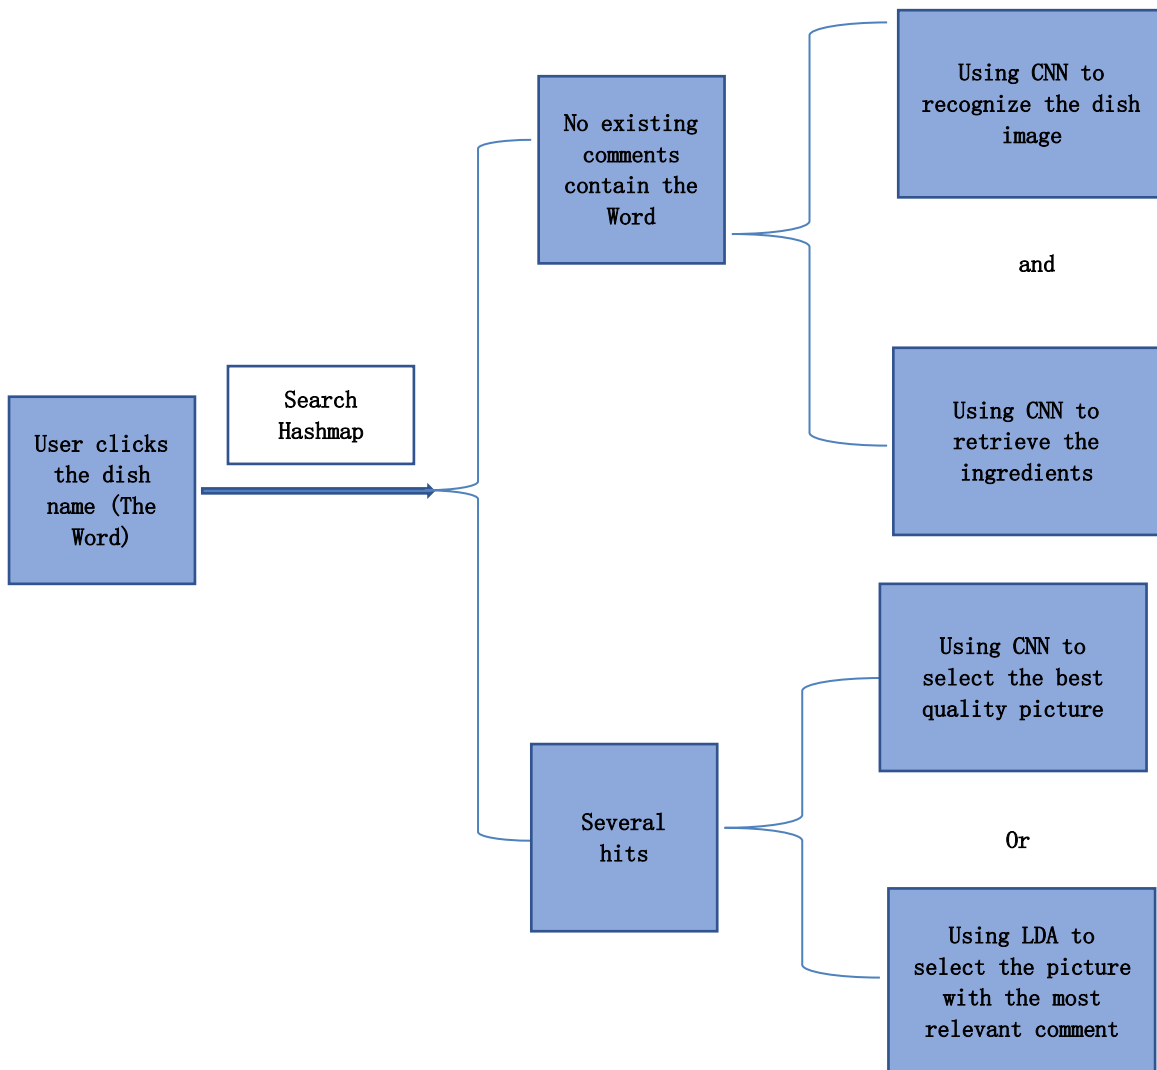 User clicks
the dish
name (The
Word)
Search
Hashmap
No existing
comments
contain the
Word
Using CNN to
recognize the dish
image
and
Using CNN to
retrieve the
ingredients
Several
hits
Using CNN to
select the best
quality picture
Or
Using LDA to
select the picture
with the most
relevant comment